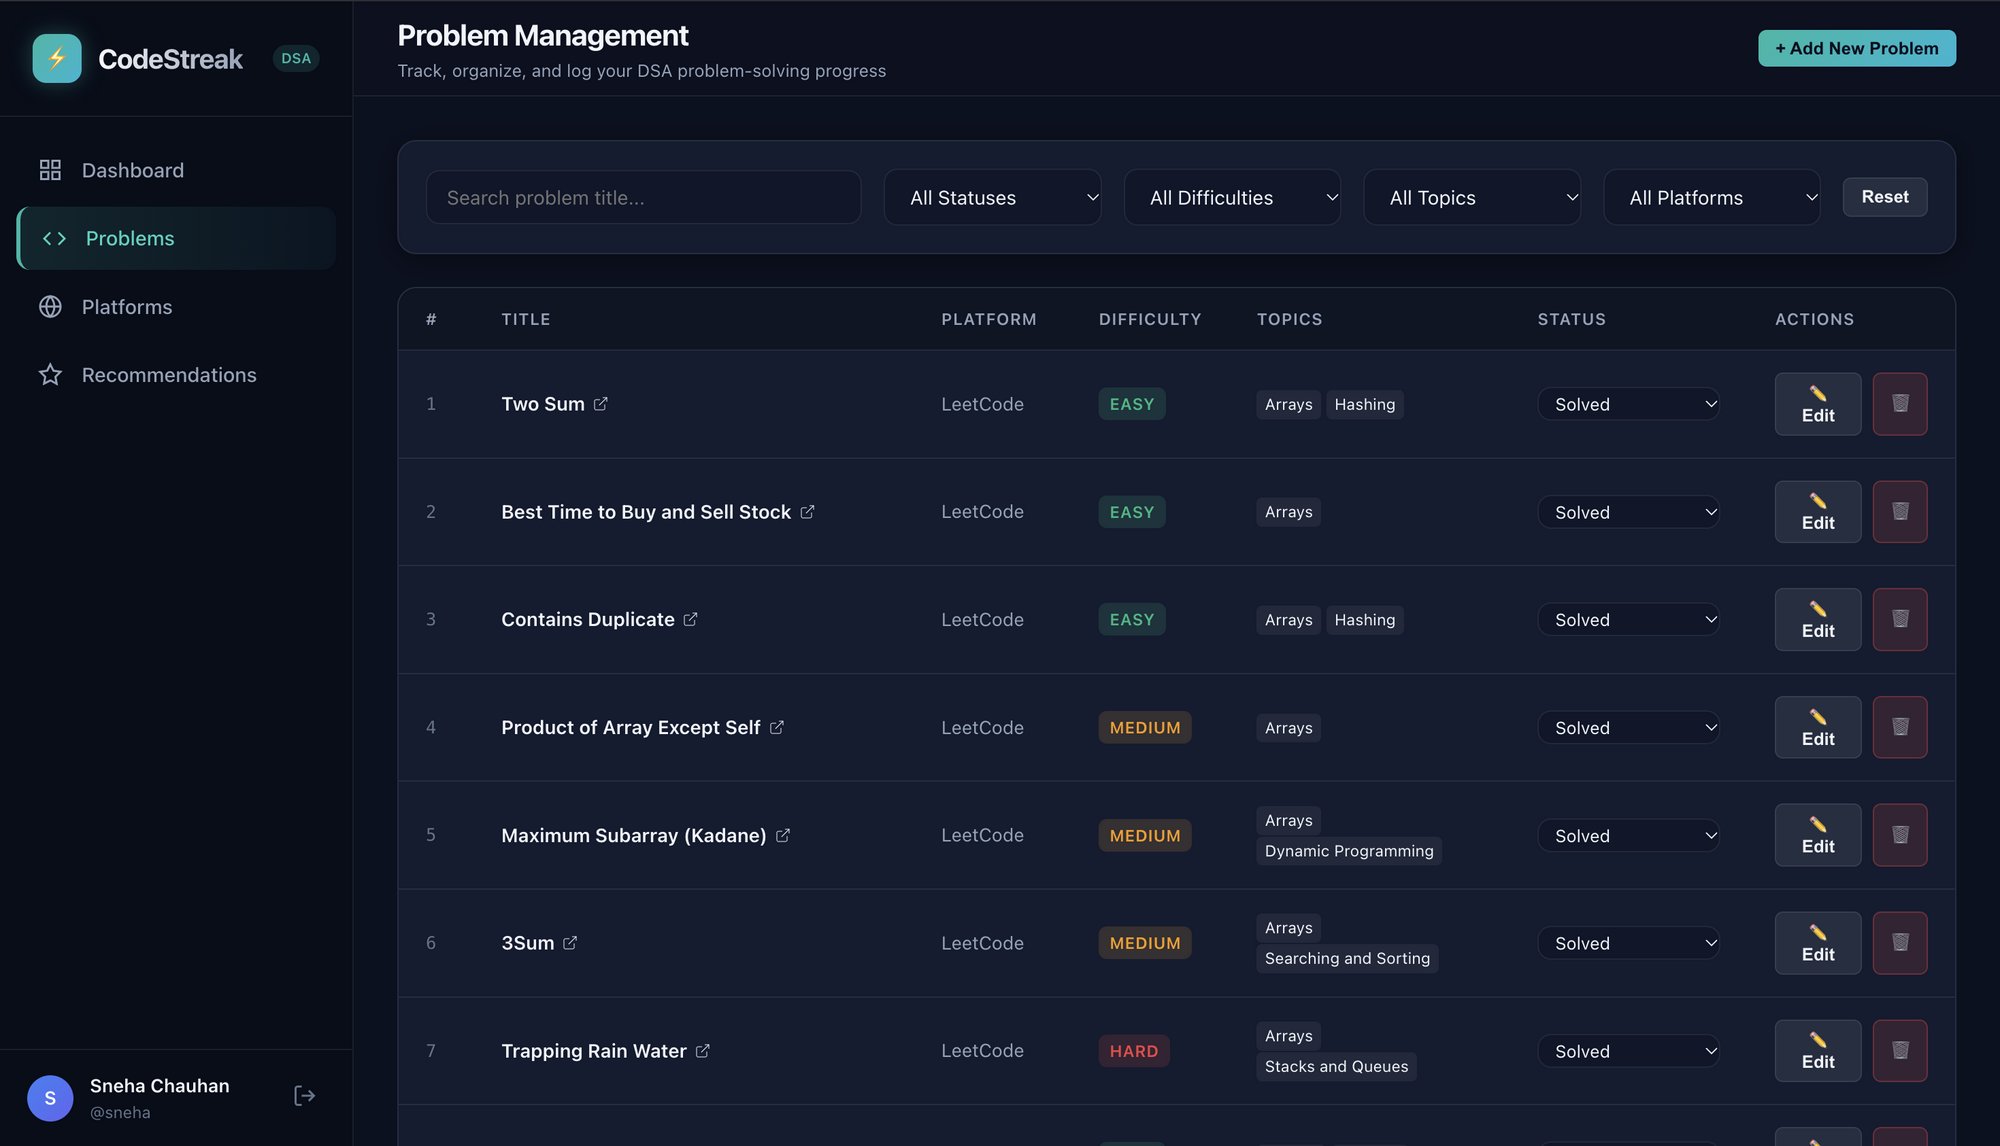 CodeStreak DSA
Dashboard
Problems
Platforms
Recommendations
Sneha Chauhan
@sneha
S
Problem Management
Track, organize, and log your DSA problem-solving progress
+ Add New Problem
Search problem title... All Statuses All Difficulties All Topics All Platforms Reset
# TITLE PLATFORM DIFFICULTY TOPICS STATUS ACTIONS
1 Two Sum LeetCode EASY Arrays Hashing Solved Edit
2 Best Time to Buy and Sell Stock LeetCode EASY Arrays Solved Edit
3 Contains Duplicate LeetCode EASY Arrays Hashing Solved Edit
4 Product of Array Except Self LeetCode MEDIUM Arrays Solved Edit
5 Maximum Subarray (Kadane) LeetCode MEDIUM Arrays Dynamic Programming Solved Edit
6 3Sum LeetCode MEDIUM Arrays Searching and Sorting Solved Edit
7 Trapping Rain Water LeetCode HARD Arrays Stacks and Queues Solved Edit